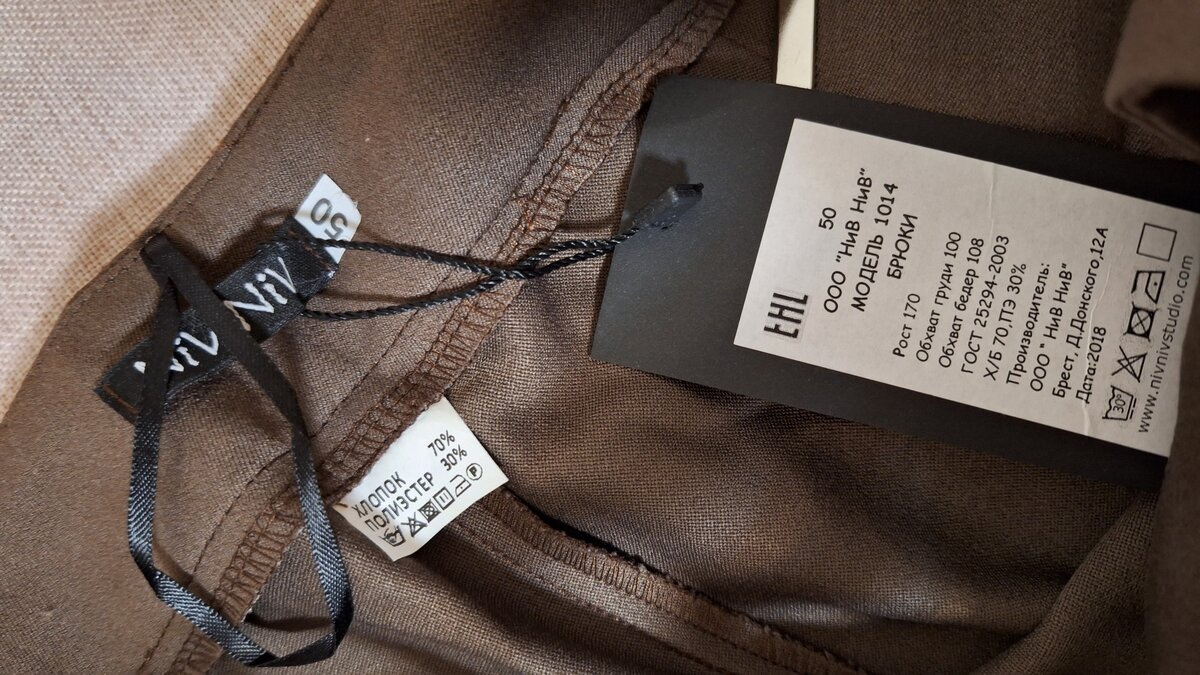 50
NiV NiV
50
ООО "НиВ НиВ"
МОДЕЛЬ 1014
БРЮКИ
Рост 170
Обхват груди 100
Обхват бедер 108
ГОСТ 25294-2003
ХБ 70,ПЭ 30%
Производитель:
ООО " НиВ НиВ"
Брест, Д.Донского,12А
Дата:2018
30°
www.nivnivstudio.com
EAC
ХЛОПОК 70%
ПОЛИЭСТЕР 30%
P